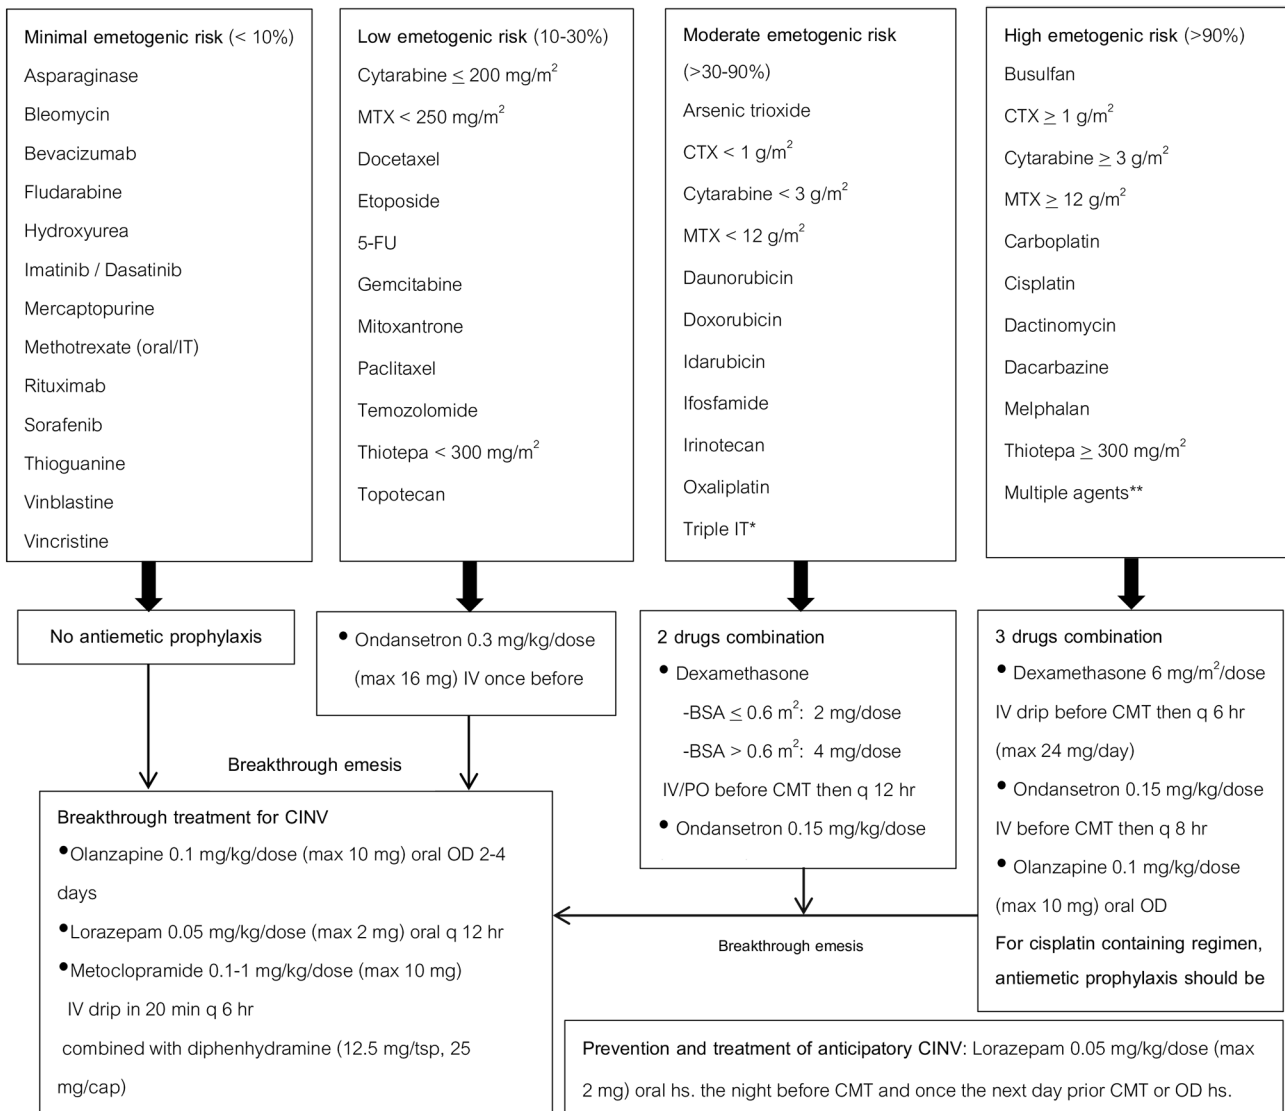 Minimal emetogenic risk (< 10%)
Asparaginase
Bleomycin
Bevacizumab
Fludarabine
Hydroxyurea
Imatinib / Dasatinib
Mercaptopurine
Methotrexate (oral/IT)
Rituximab
Sorafenib
Thioguanine
Vinblastine
Vincristine
Low emetogenic risk (10-30%)
Cytarabine ≤ 200 mg/m²
MTX < 250 mg/m²
Docetaxel
Etoposide
5-FU
Gemcitabine
Mitoxantrone
Paclitaxel
Temozolomide
Thiotepa < 300 mg/m²
Topotecan
Moderate emetogenic risk
(>30-90%)
Arsenic trioxide
CTX < 1 g/m²
Cytarabine < 3 g/m²
MTX < 12 g/m²
Daunorubicin
Doxorubicin
Idarubicin
Ifosfamide
Irinotecan
Oxaliplatin
Triple IT*
High emetogenic risk (>90%)
Busulfan
CTX ≥ 1 g/m²
Cytarabine ≥ 3 g/m²
MTX ≥ 12 g/m²
Carboplatin
Cisplatin
Dactinomycin
Dacarbazine
Melphalan
Thiotepa ≥ 300 mg/m²
Multiple agents**
No antiemetic prophylaxis
• Ondansetron 0.3 mg/kg/dose
(max 16 mg) IV once before
2 drugs combination
• Dexamethasone
-BSA ≤ 0.6 m²: 2 mg/dose
-BSA > 0.6 m²: 4 mg/dose
IV/PO before CMT then q 12 hr
• Ondansetron 0.15 mg/kg/dose
3 drugs combination
• Dexamethasone 6 mg/m²/dose
IV drip before CMT then q 6 hr
(max 24 mg/day)
• Ondansetron 0.15 mg/kg/dose
IV before CMT then q 8 hr
• Olanzapine 0.1 mg/kg/dose
(max 10 mg) oral OD
For cisplatin containing regimen,
antiemetic prophylaxis should be
Breakthrough emesis
Breakthrough emesis
Breakthrough treatment for CINV
•Olanzapine 0.1 mg/kg/dose (max 10 mg) oral OD 2-4
days
•Lorazepam 0.05 mg/kg/dose (max 2 mg) oral q 12 hr
•Metoclopramide 0.1-1 mg/kg/dose (max 10 mg)
IV drip in 20 min q 6 hr
combined with diphenhydramine (12.5 mg/tsp, 25
mg/cap)
Prevention and treatment of anticipatory CINV: Lorazepam 0.05 mg/kg/dose (max
2 mg) oral hs. the night before CMT and once the next day prior CMT or OD hs.